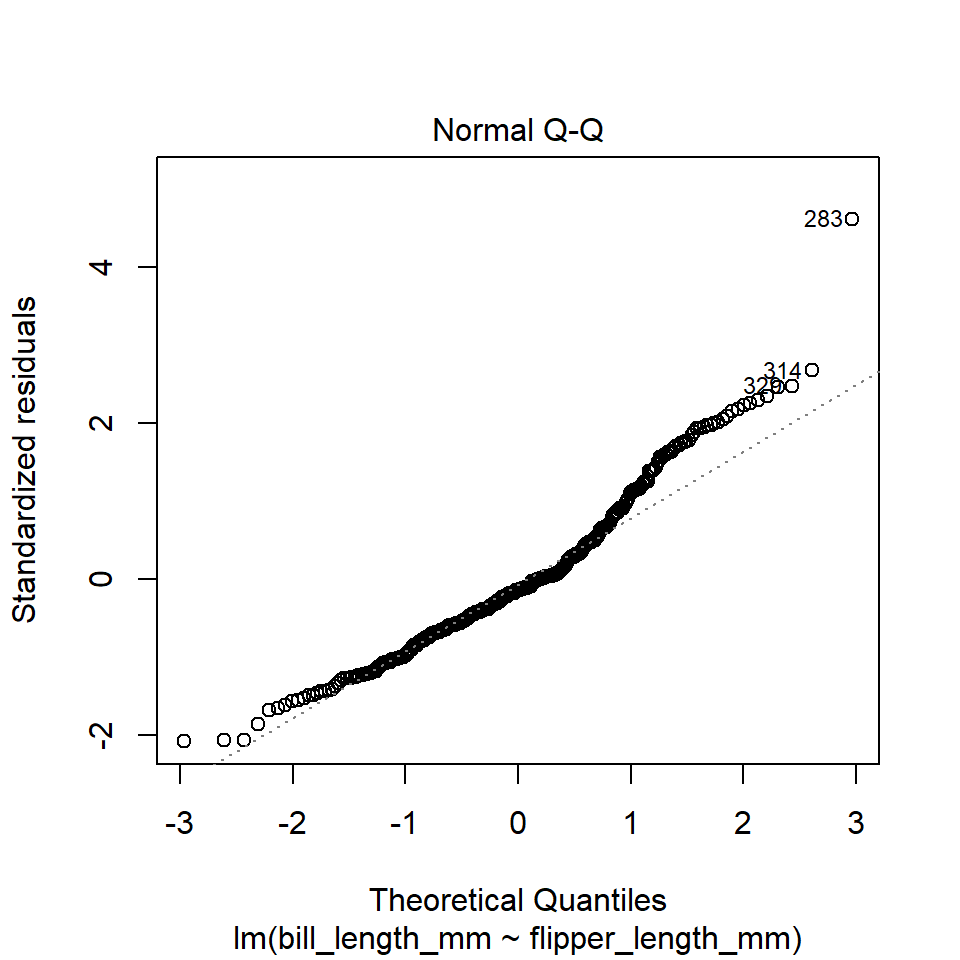 Normal Q-Q
283
314
329
4
2
0
-2
Standardized residuals
-3 -2 -1 0 1 2 3
Theoretical Quantiles
lm(bill_length_mm ~ flipper_length_mm)